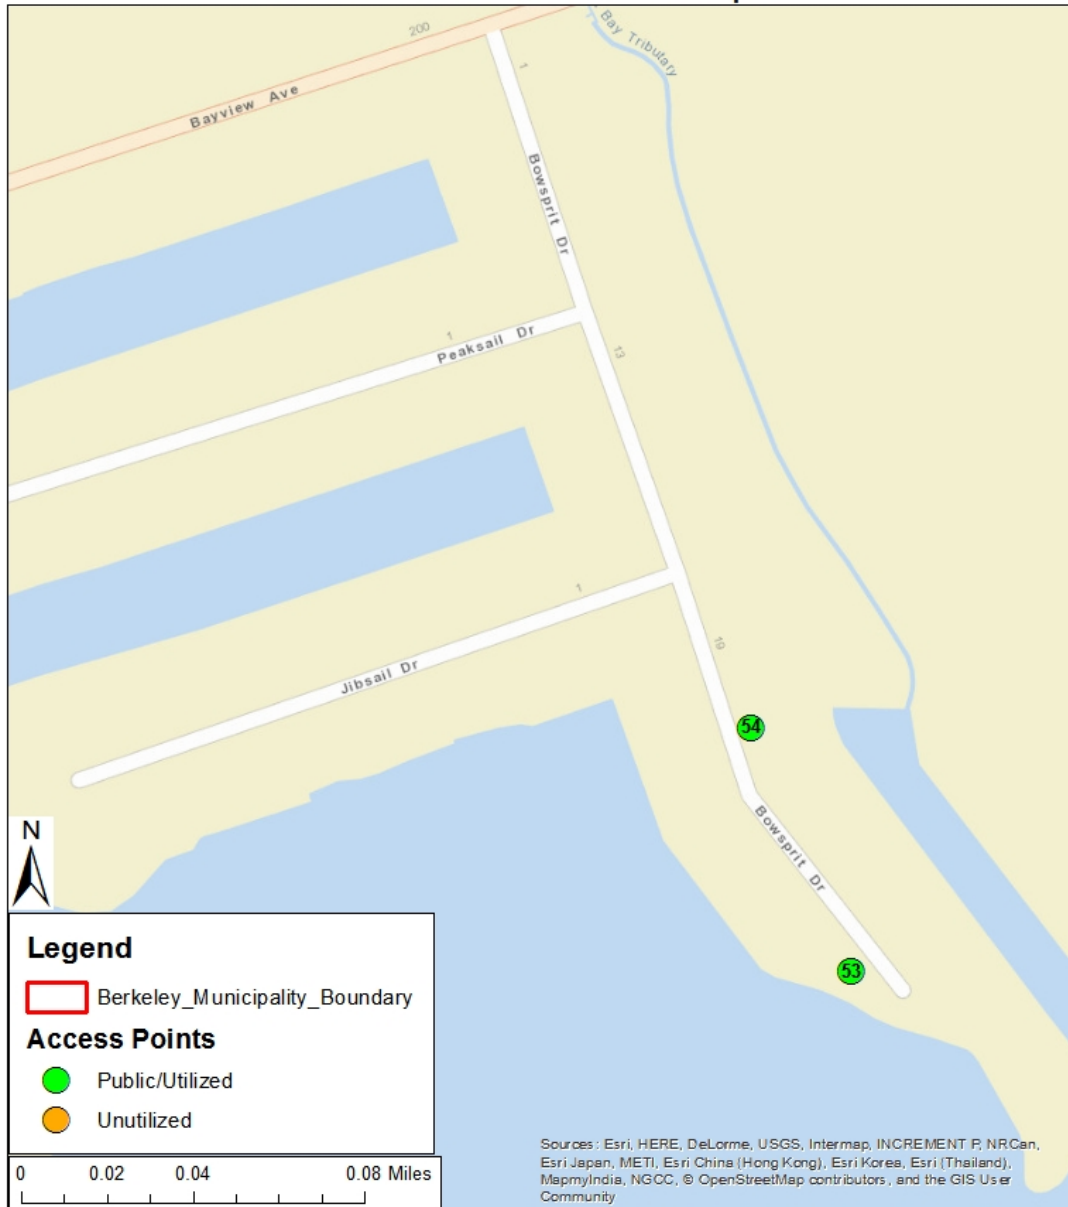 200
Bay Tributary
1
Bayview Ave
Bowsprit Dr
1
Peaksail Dr
13
1
19
Jibsail Dr
54
Bowsprit Dr
53
N
Legend
Berkeley_Municipality_Boundary
Access Points
Public/Utilized
Unutilized
0 0.02 0.04 0.08 Miles
Sources: Esri, HERE, DeLorme, USGS, Intermap, INCREMENT P, NRCan,
Esri Japan, METI, Esri China (Hong Kong), Esri Korea, Esri (Thailand),
MapmyIndia, NGCC, © OpenStreetMap contributors, and the GIS User
Community